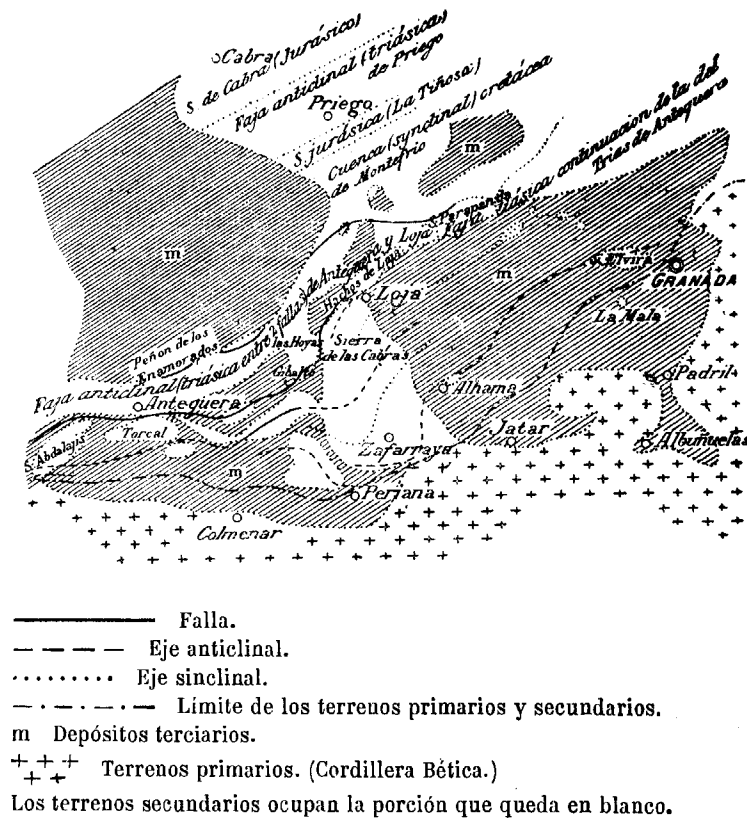 Cabra
S de Cabra (Jurásico)
Faja anticlinal (triásica)
de Priego
Priego
S. Jurásica (La Tiñosa)
Cuenca (synclinal) cretácea
de Montefrio
m
Faja triásica continuacion de la del
Trias de Antequera
S. Parapanda
m
m
Faja anticlinal (triásica entre 2 fallas) de Antequera y Loja
Hachos de Loja
Loja
S. Elvira
GRANADA
La Mala
Peñon de los
Enamorados
las Hoyas
Gibalto
Sierra
de las Cabras
Alhama
Padril
Antequera
Torcal
S. Abdalajis
Zafarraya
Jatar
Albuñuelas
m
Periana
Colmenar
Falla.
Eje anticlinal.
Eje sinclinal.
Límite de los terrenos primarios y secundarios.
m Depósitos terciarios.
Terrenos primarios. (Cordillera Bética.)
Los terrenos secundarios ocupan la porción que queda en blanco.